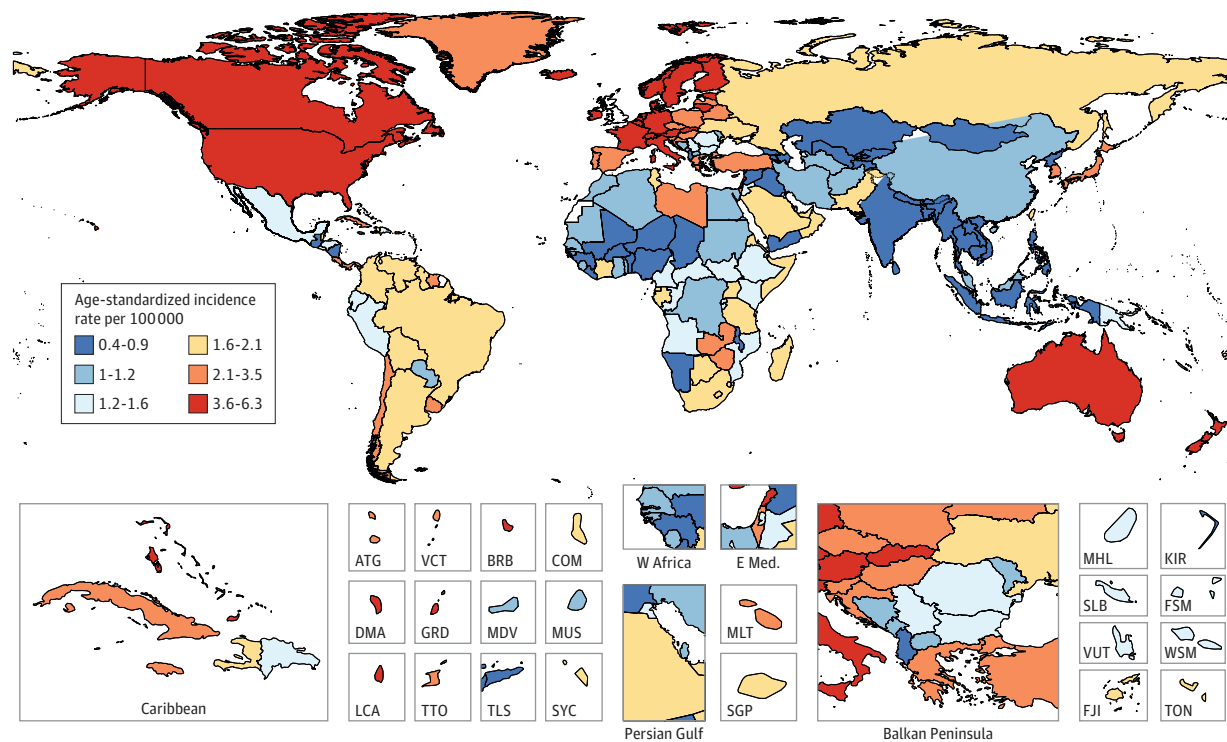 Age-standardized incidence
rate per 100 000
0.4-0.9
1.6-2.1
1-1.2
2.1-3.5
1.2-1.6
3.6-6.3
Caribbean
ATG
VCT
BRB
COM
DMA
GRD
MDV
MUS
LCA
TTO
TLS
SYC
W Africa
E Med.
Persian Gulf
MLT
SGP
Balkan Peninsula
MHL
KIR
SLB
FSM
VUT
WSM
FJI
TON